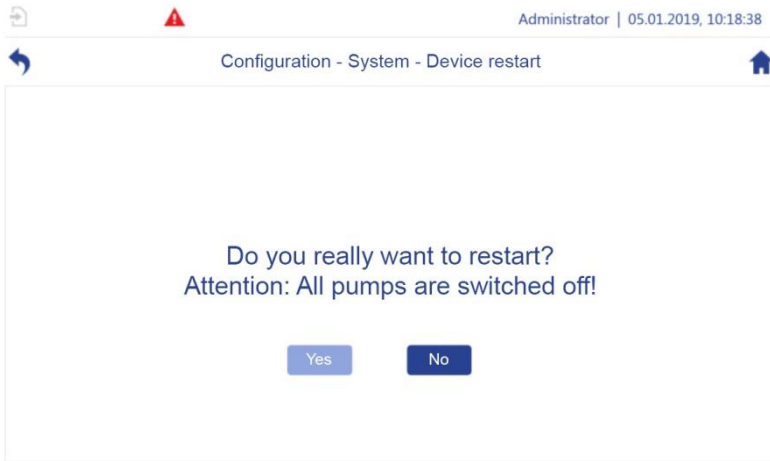 Administrator | 05.01.2019, 10:18:38
Configuration - System - Device restart
Do you really want to restart?
Attention: All pumps are switched off!
Yes No